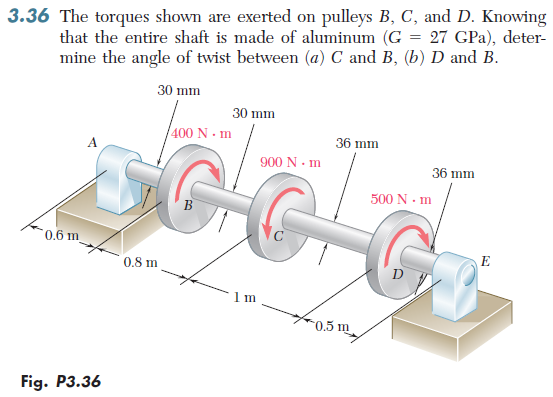 3.36 The torques shown are exerted on pulleys B, C, and D. Knowing
that the entire shaft is made of aluminum (G = 27 GPa), deter-
mine the angle of twist between (a) C and B, (b) D and B.
30 mm
30 mm
400 N · m
36 mm
A
900 N · m
36 mm
500 N · m
B
0.6 m
C
E
0.8 m
D
1 m
0.5 m
Fig. P3.36